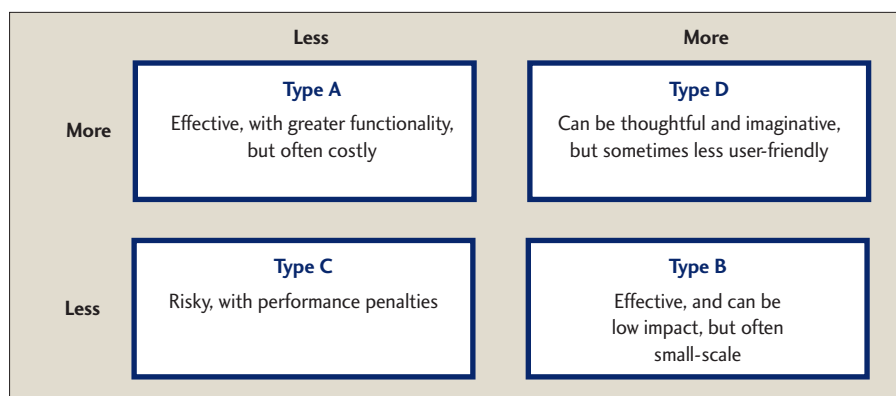 Less
More
More
Type A
Effective, with greater functionality,
but often costly
Type D
Can be thoughtful and imaginative,
but sometimes less user-friendly
Less
Type C
Risky, with performance penalties
Type B
Effective, and can be
low impact, but often
small-scale